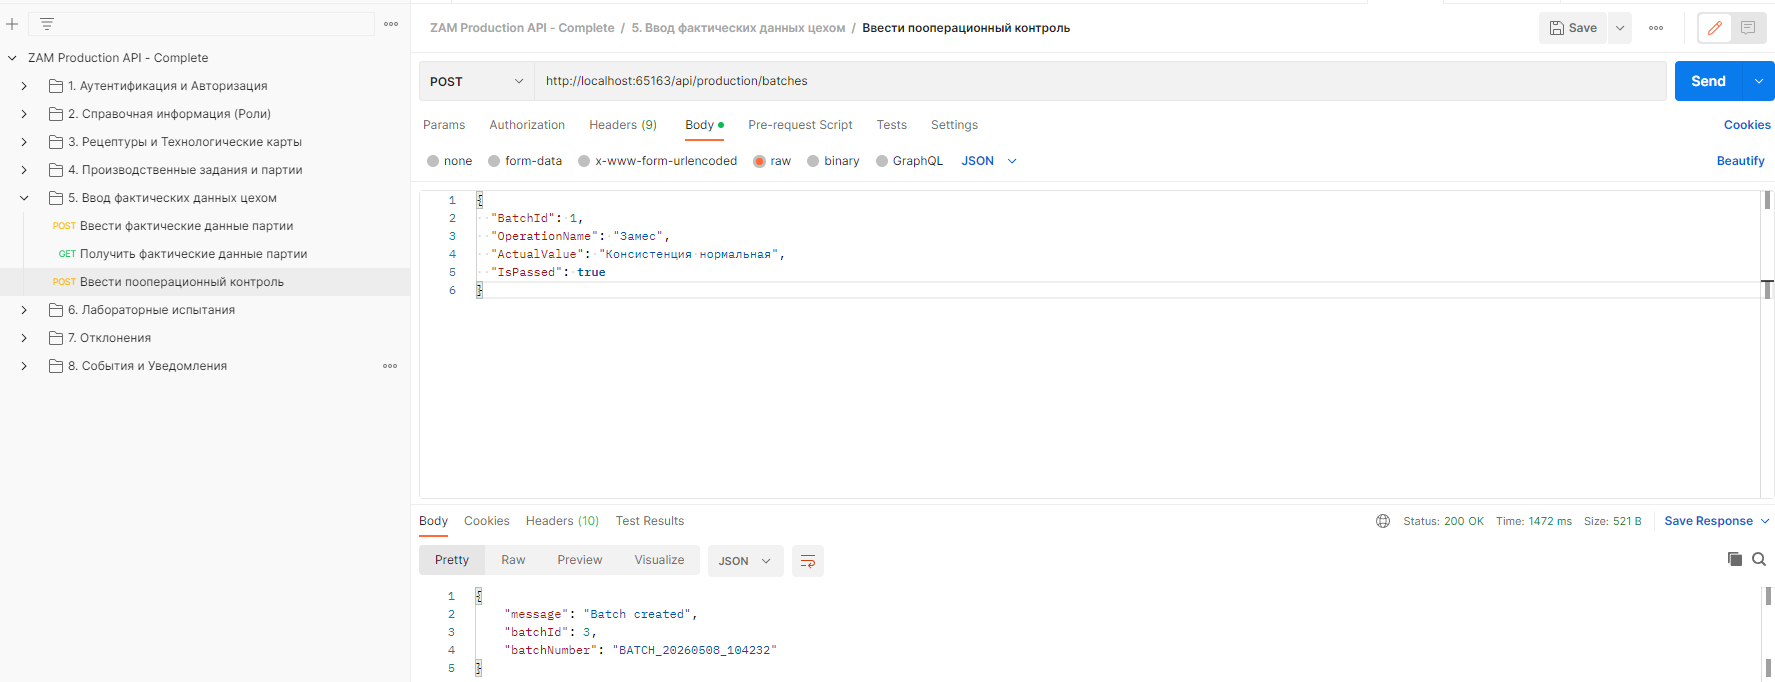 ZAM Production API - Complete
1. Аутентификация и Авторизация
2. Справочная информация (Роли)
3. Рецептуры и Технологические карты
4. Производственные задания и партии
5. Ввод фактических данных цехом
POST Ввести фактические данные партии
GET Получить фактические данные партии
POST Ввести пооперационный контроль
6. Лабораторные испытания
7. Отклонения
8. События и Уведомления
ZAM Production API - Complete / 5. Ввод фактических данных цехом / Ввести пооперационный контроль
Save
POST http://localhost:65163/api/production/batches
Send
Params Authorization Headers (9) Body Pre-request Script Tests Settings Cookies
none form-data x-www-form-urlencoded raw binary GraphQL JSON Beautify
1 {
2 "BatchId": 1,
3 "OperationName": "Замес",
4 "ActualValue": "Консистенция нормальная",
5 "IsPassed": true
6 }
Body Cookies Headers (10) Test Results Status: 200 OK Time: 1472 ms Size: 521 B Save Response
Pretty Raw Preview Visualize JSON
1 {
2 "message": "Batch created",
3 "batchId": 3,
4 "batchNumber": "BATCH_20260508_104232"
5 }